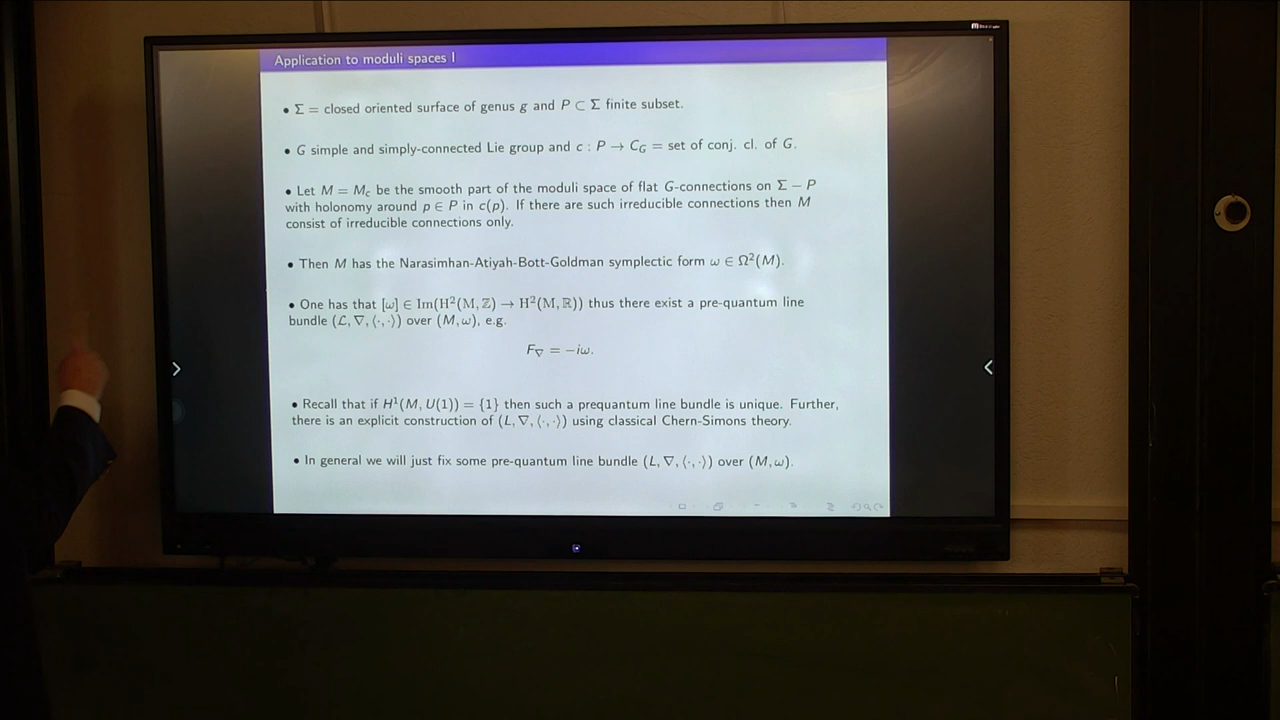 Application to moduli spaces I
• Σ = closed oriented surface of genus g and P ⊂ Σ finite subset.
• G simple and simply-connected Lie group and c : P → C_G = set of conj. cl. of G.
• Let M = M_c be the smooth part of the moduli space of flat G-connections on Σ − P
with holonomy around p ∈ P in c(p). If there are such irreducible connections then M
consist of irreducible connections only.
• Then M has the Narasimhan-Atiyah-Bott-Goldman symplectic form ω ∈ Ω²(M).
• One has that [ω] ∈ Im(H²(M, ℤ) → H²(M, ℝ)) thus there exist a pre-quantum line
bundle (ℒ, ∇, ⟨·, ·⟩) over (M, ω), e.g.
F_∇ = −iω.
• Recall that if H¹(M, U(1)) = {1} then such a prequantum line bundle is unique. Further,
there is an explicit construction of (L, ∇, ⟨·, ·⟩) using classical Chern-Simons theory.
• In general we will just fix some pre-quantum line bundle (L, ∇, ⟨·, ·⟩) over (M, ω).